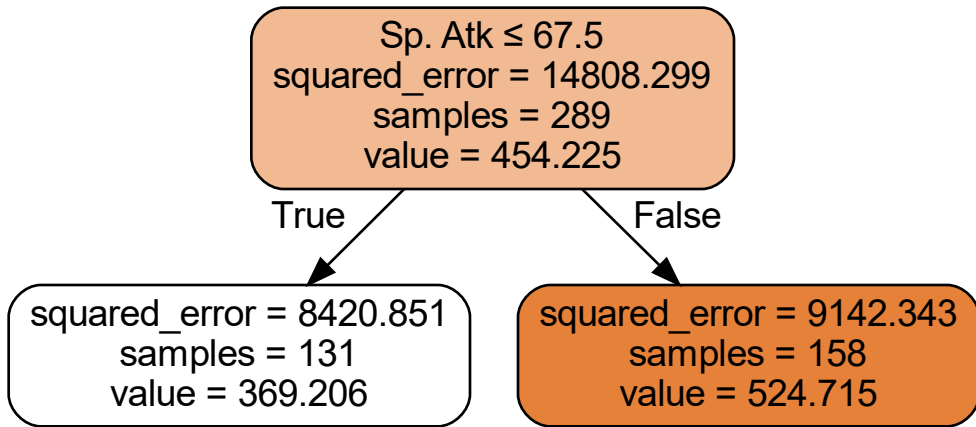 Sp. Atk ≤ 67.5
squared_error = 14808.299
samples = 289
value = 454.225
True
False
squared_error = 8420.851
samples = 131
value = 369.206
squared_error = 9142.343
samples = 158
value = 524.715